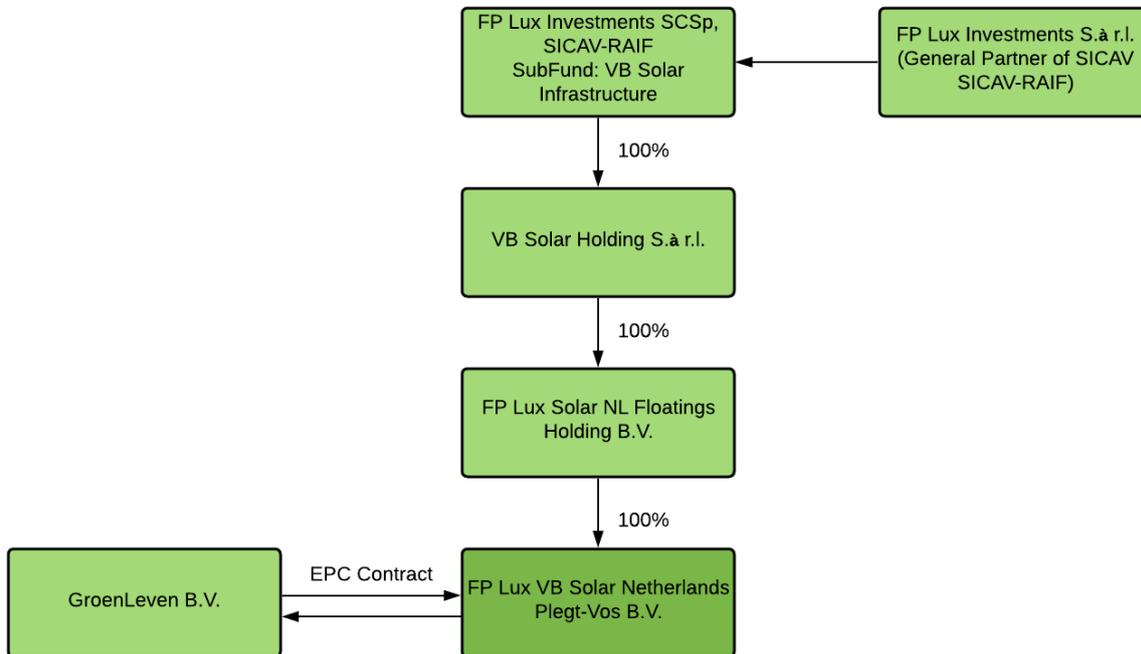 FP Lux Investments SCSp,
SICAV-RAIF
SubFund: VB Solar
Infrastructure
FP Lux Investments S.à r.l.
(General Partner of SICAV
SICAV-RAIF)
100%
VB Solar Holding S.à r.l.
100%
FP Lux Solar NL Floatings
Holding B.V.
100%
GroenLeven B.V.
EPC Contract
FP Lux VB Solar Netherlands
Plegt-Vos B.V.